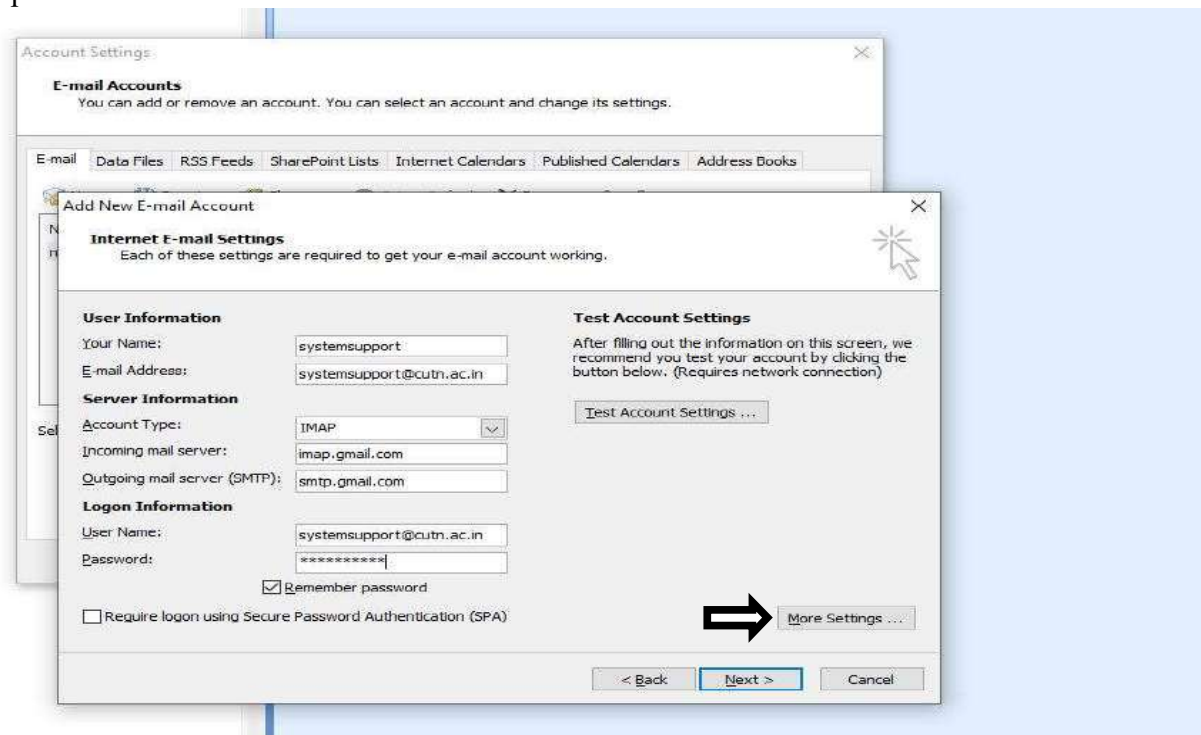 Account Settings
E-mail Accounts
You can add or remove an account. You can select an account and change its settings.
E-mail Data Files RSS Feeds SharePoint Lists Internet Calendars Published Calendars Address Books
Add New E-mail Account
Internet E-mail Settings
Each of these settings are required to get your e-mail account working.
User Information
Your Name: systemsupport
E-mail Address: systemsupport@cutn.ac.in
Server Information
Account Type: IMAP
Incoming mail server: imap.gmail.com
Outgoing mail server (SMTP): smtp.gmail.com
Logon Information
User Name: systemsupport@cutn.ac.in
Password: **********
Remember password
Require logon using Secure Password Authentication (SPA)
Test Account Settings
After filling out the information on this screen, we
recommend you test your account by clicking the
button below. (Requires network connection)
Test Account Settings ...
More Settings ...
< Back Next > Cancel